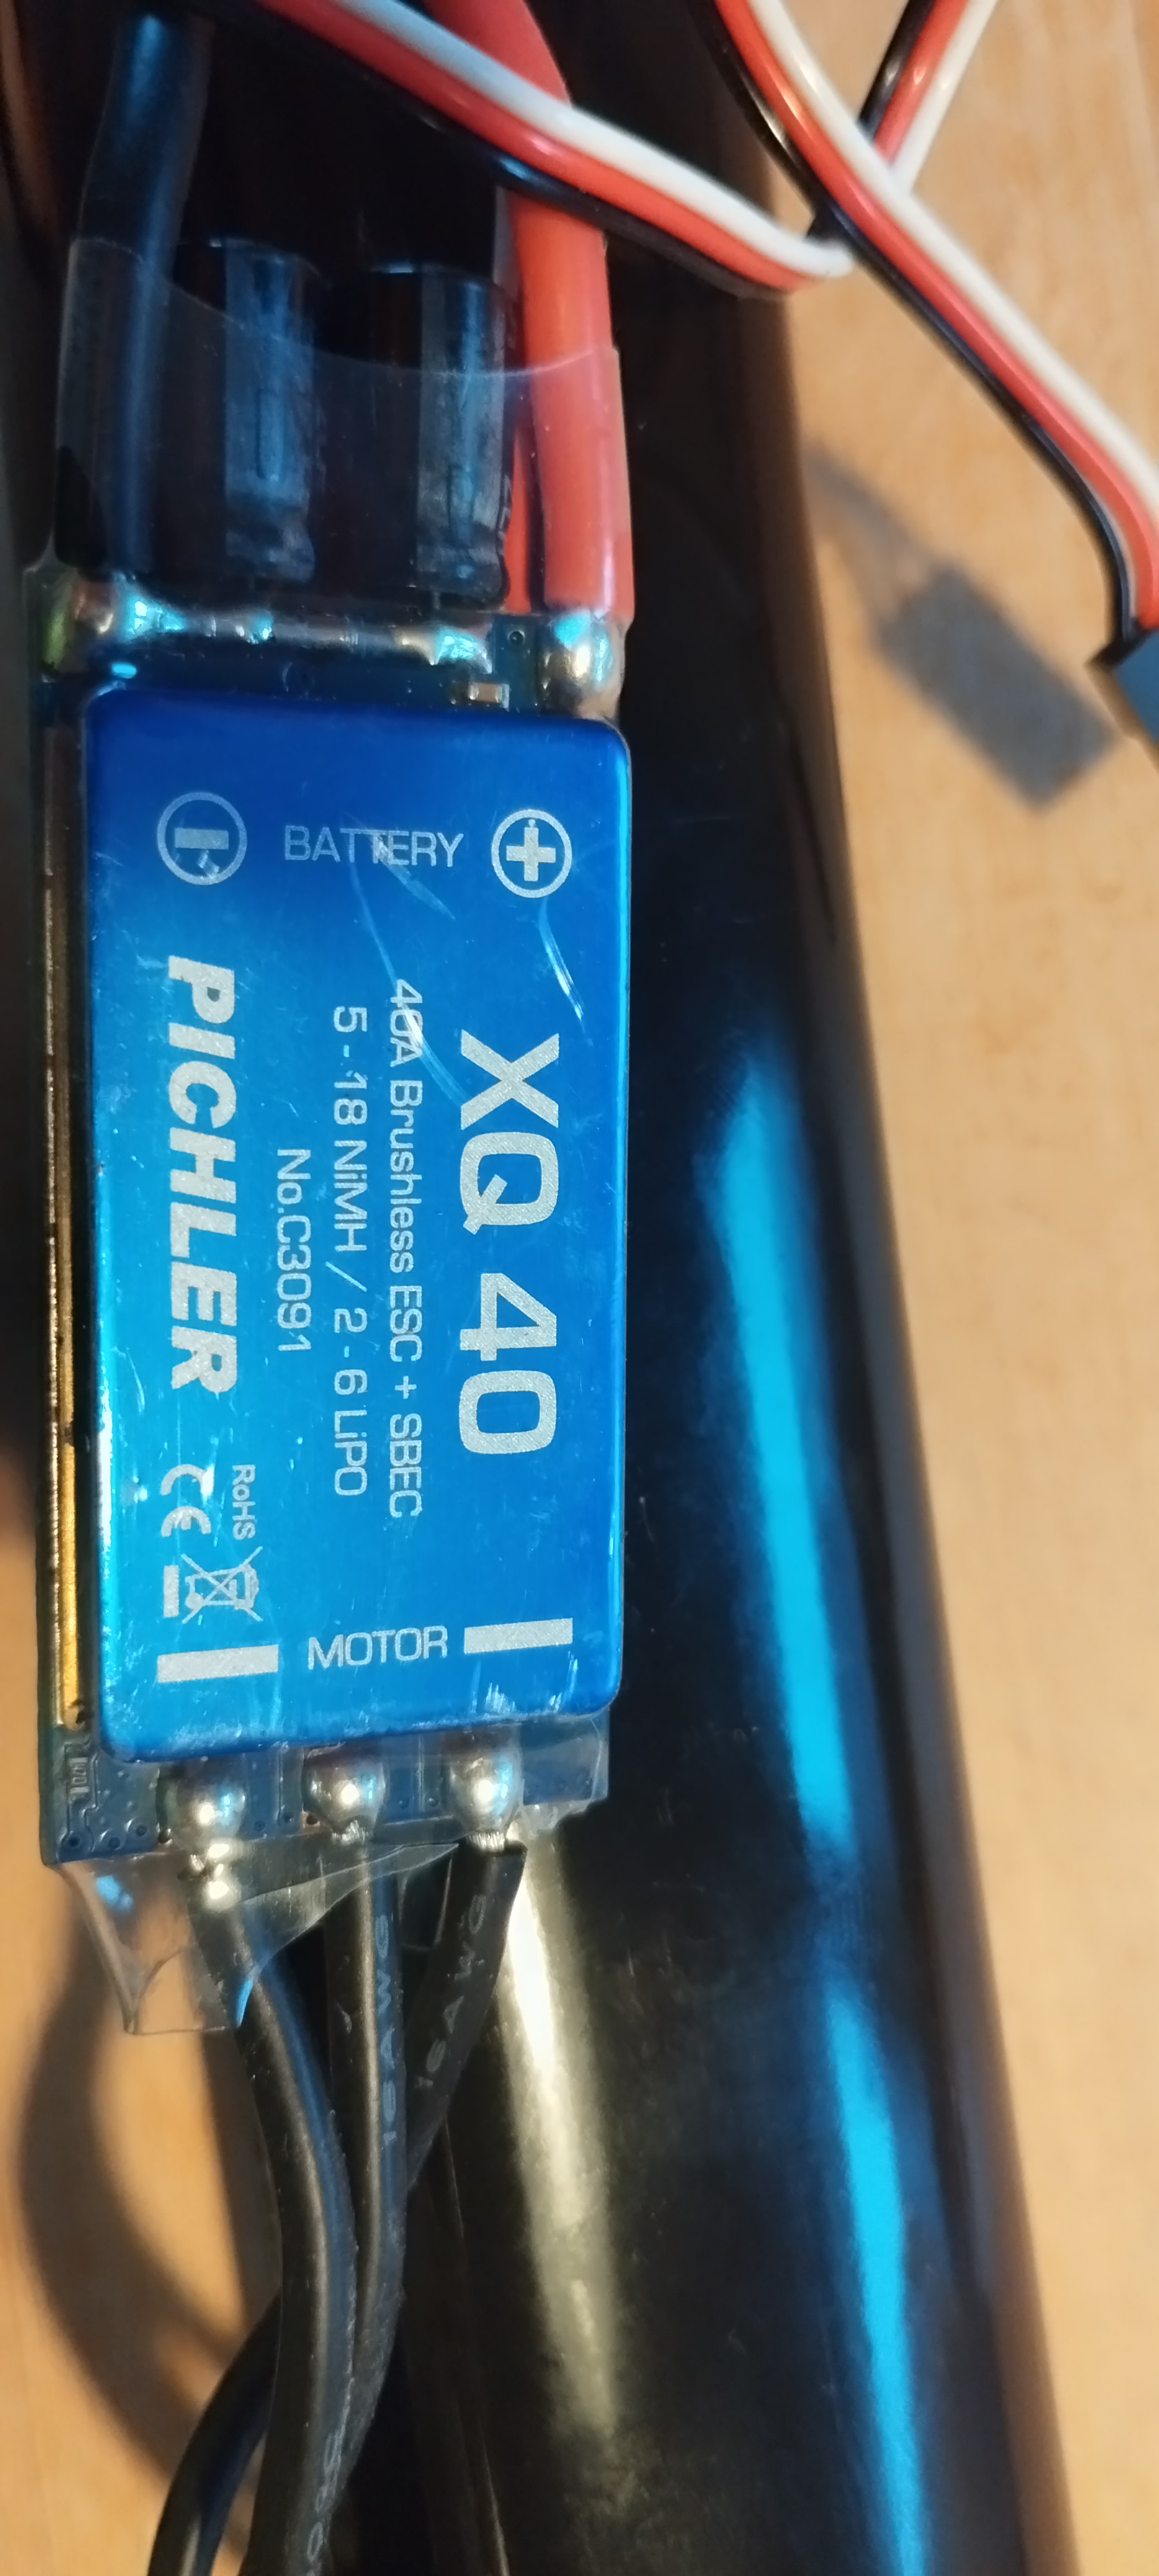 XQ 40
40A Brushless ESC + SBEC
5 - 18 NiMH / 2 - 6 LiPO
No.C3091
PICHLER
RoHS
CE
BATTERY
MOTOR
AWG